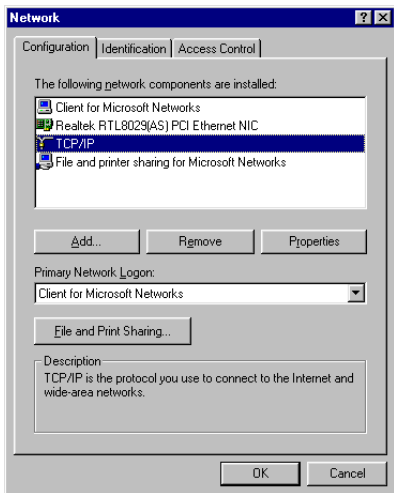 Network
Configuration Identification Access Control
The following network components are installed:
Client for Microsoft Networks
Realtek RTL8029(AS) PCI Ethernet NIC
TCP/IP
File and printer sharing for Microsoft Networks
Add... Remove Properties
Primary Network Logon:
Client for Microsoft Networks
File and Print Sharing...
Description
TCP/IP is the protocol you use to connect to the Internet and
wide-area networks.
OK Cancel